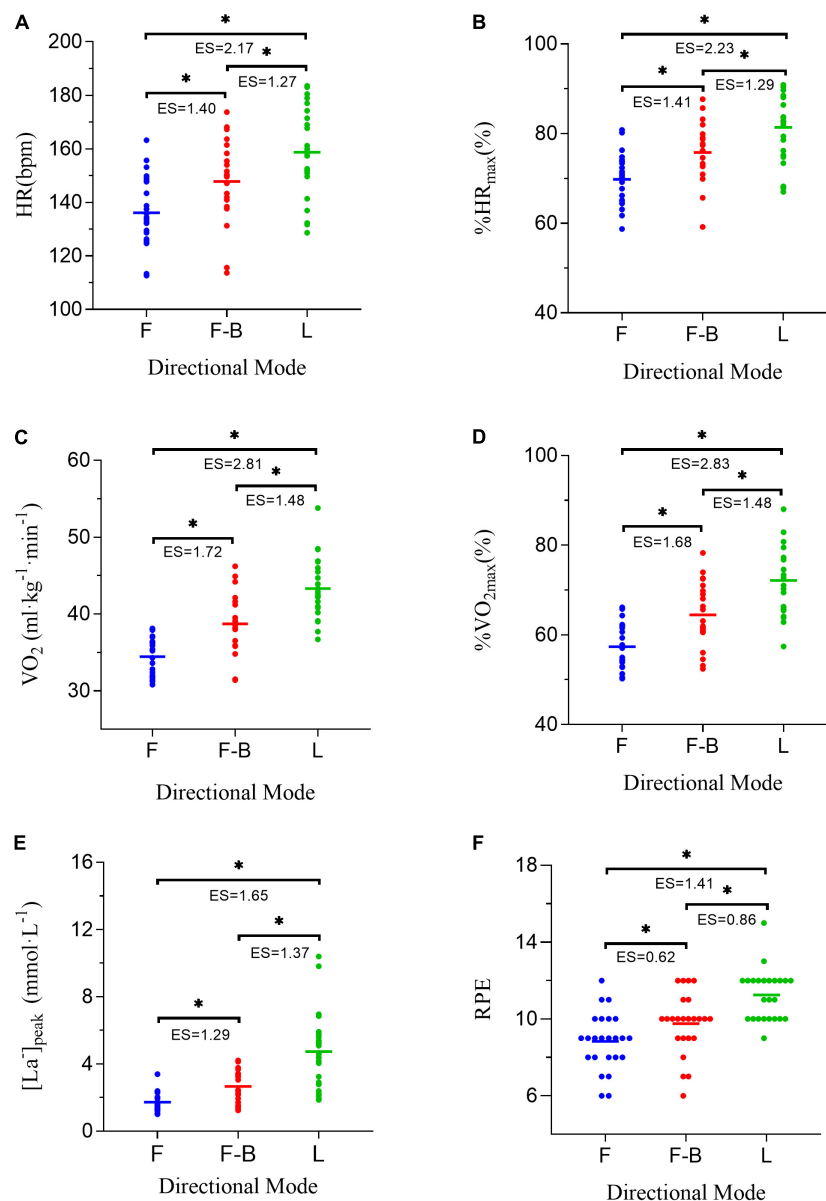 A
HR(bpm)
200
180
160
140
120
100
*
ES=2.17
*
ES=1.27
*
ES=1.40
F F-B L
Directional Mode
B
%HRmax(%)
100
80
60
40
*
ES=2.23
*
ES=1.29
*
ES=1.41
F F-B L
Directional Mode
C
VO2 (ml·kg-1·min-1)
60
50
40
30
*
ES=2.81
*
ES=1.48
*
ES=1.72
F F-B L
Directional Mode
D
%VO2max(%)
100
80
60
40
*
ES=2.83
*
ES=1.48
*
ES=1.68
F F-B L
Directional Mode
E
[La-]peak (mmol·L-1)
16
12
8
4
0
*
ES=1.65
*
ES=1.37
*
ES=1.29
F F-B L
Directional Mode
F
RPE
18
14
10
6
*
ES=1.41
*
ES=0.86
*
ES=0.62
F F-B L
Directional Mode